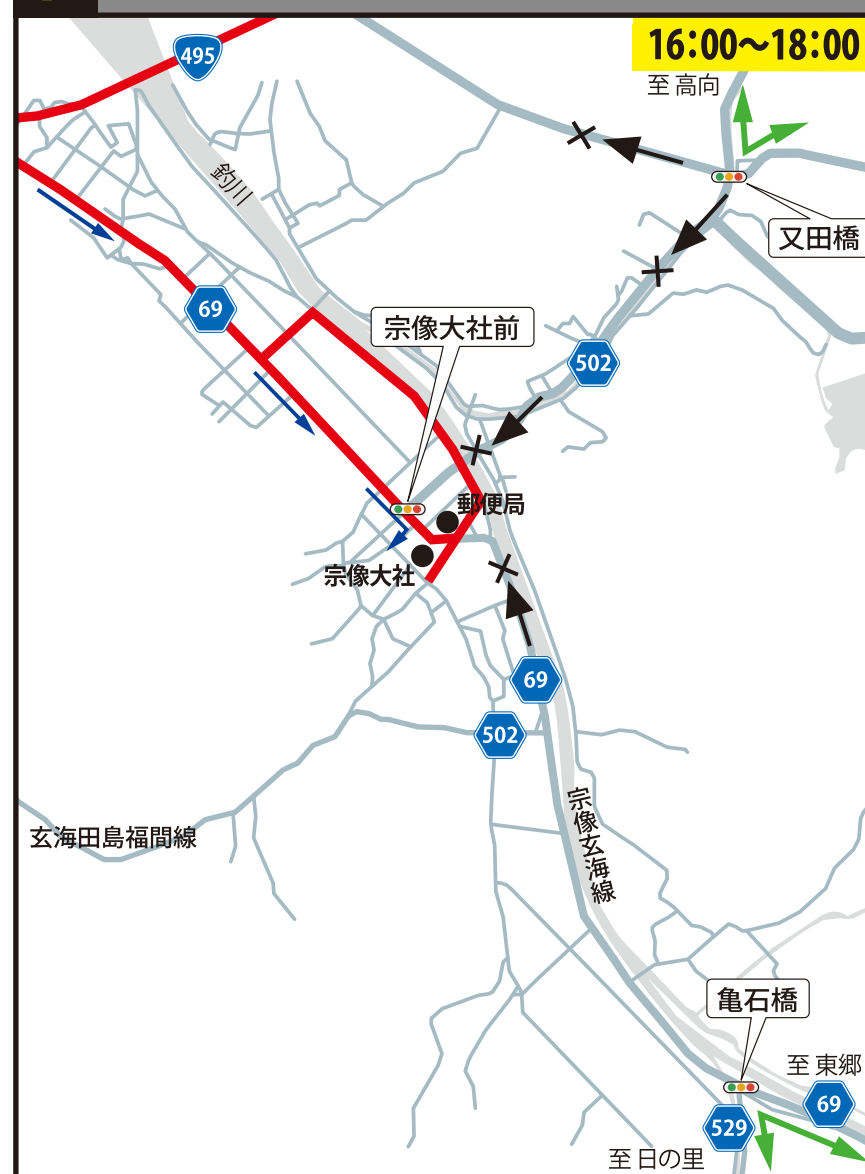 16:00～18:00
495
至 高向
釣川
又田橋
69
宗像大社前
502
郵便局
宗像大社
69
502
玄海田島福間線
宗像玄海線
亀石橋
至 東郷
69
529
至 日の里